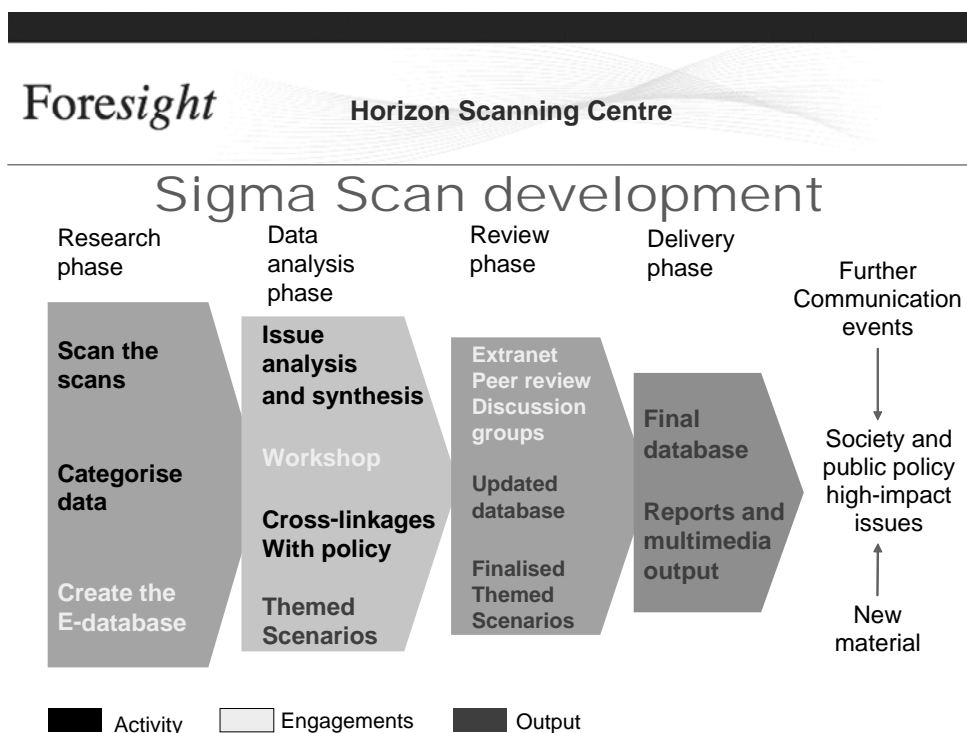 Foresight
Horizon Scanning Centre
Sigma Scan development
Research
phase
Data
analysis
phase
Review
phase
Delivery
phase
Scan the
scans
Categorise
data
Create the
E-database
Issue
analysis
and synthesis
Workshop
Cross-linkages
With policy
Themed
Scenarios
Extranet
Peer review
Discussion
groups
Updated
database
Finalised
Themed
Scenarios
Final
database
Reports and
multimedia
output
Further
Communication
events
Society and
public policy
high-impact
issues
New
material
Activity
Engagements
Output